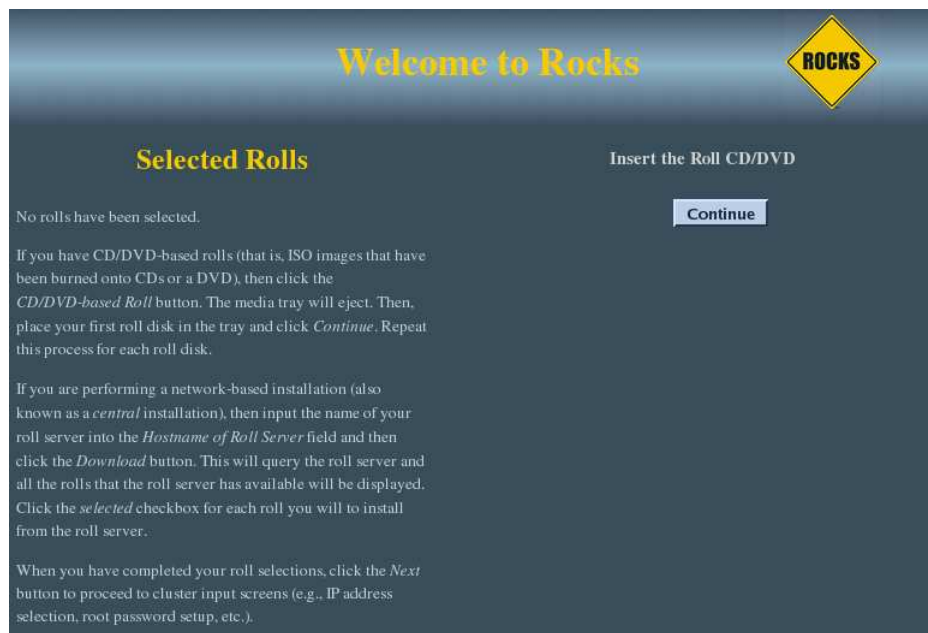 Welcome to Rocks
ROCKS
Selected Rolls
No rolls have been selected.
If you have CD/DVD-based rolls (that is, ISO images that have
been burned onto CDs or a DVD), then click the
CD/DVD-based Roll button. The media tray will eject. Then,
place your first roll disk in the tray and click Continue. Repeat
this process for each roll disk.
If you are performing a network-based installation (also
known as a central installation), then input the name of your
roll server into the Hostname of Roll Server field and then
click the Download button. This will query the roll server and
all the rolls that the roll server has available will be displayed.
Click the selected checkbox for each roll you will to install
from the roll server.
When you have completed your roll selections, click the Next
button to proceed to cluster input screens (e.g., IP address
selection, root password setup, etc.).
Insert the Roll CD/DVD
Continue